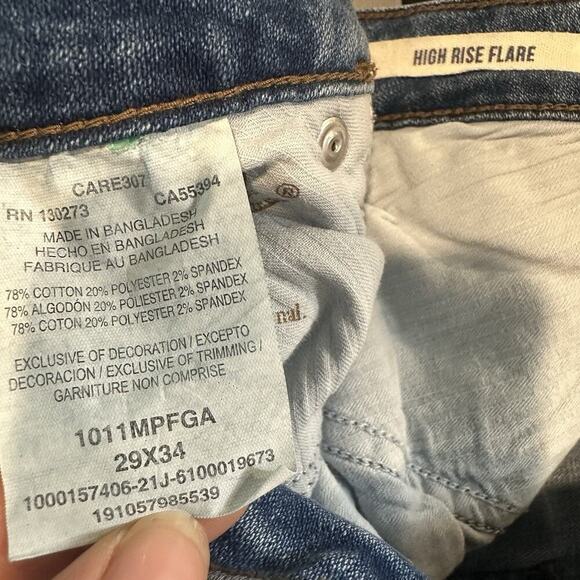 HIGH RISE FLARE
CARE307
RN 130273 CA55394
MADE IN BANGLADESH
HECHO EN BANGLADESH
FABRIQUE AU BANGLADESH
78% COTTON 20% POLYESTER 2% SPANDEX
78% ALGODÓN 20% POLIESTER 2% SPANDEX
78% COTON 20% POLYESTER 2% SPANDEX
EXCLUSIVE OF DECORATION / EXCEPTO
DECORACION / EXCLUSIVE OF TRIMMING /
GARNITURE NON COMPRISE
1011MPFGA
29X34
1000157406-21J-6100019673
191057985539
®
nal